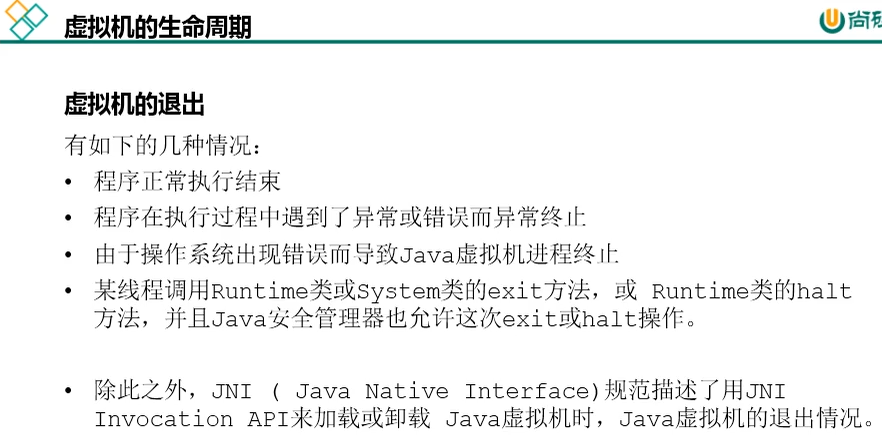 虚拟机的生命周期
尚硅
虚拟机的退出
有如下的几种情况：
• 程序正常执行结束
• 程序在执行过程中遇到了异常或错误而异常终止
• 由于操作系统出现错误而导致Java虚拟机进程终止
• 某线程调用Runtime类或System类的exit方法，或 Runtime类的halt
方法，并且Java安全管理器也允许这次exit或halt操作。
• 除此之外，JNI ( Java Native Interface)规范描述了用JNI
Invocation API来加载或卸载 Java虚拟机时，Java虚拟机的退出情况。